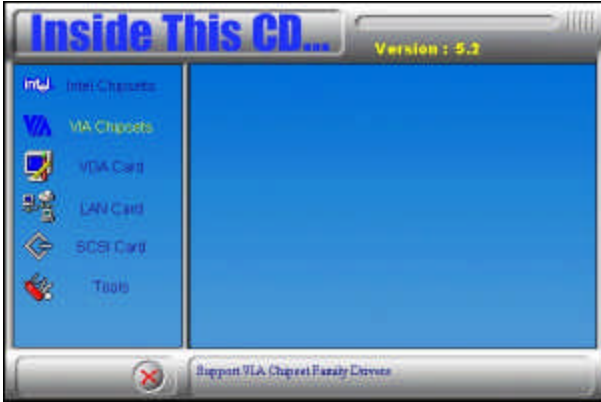 Inside This CD...
Version : 5.2
intel Intel Chipsets
VIA VIA Chipsets
VGA Card
LAN Card
SCSI Card
Tools
Support VIA Chipset Family Drivers